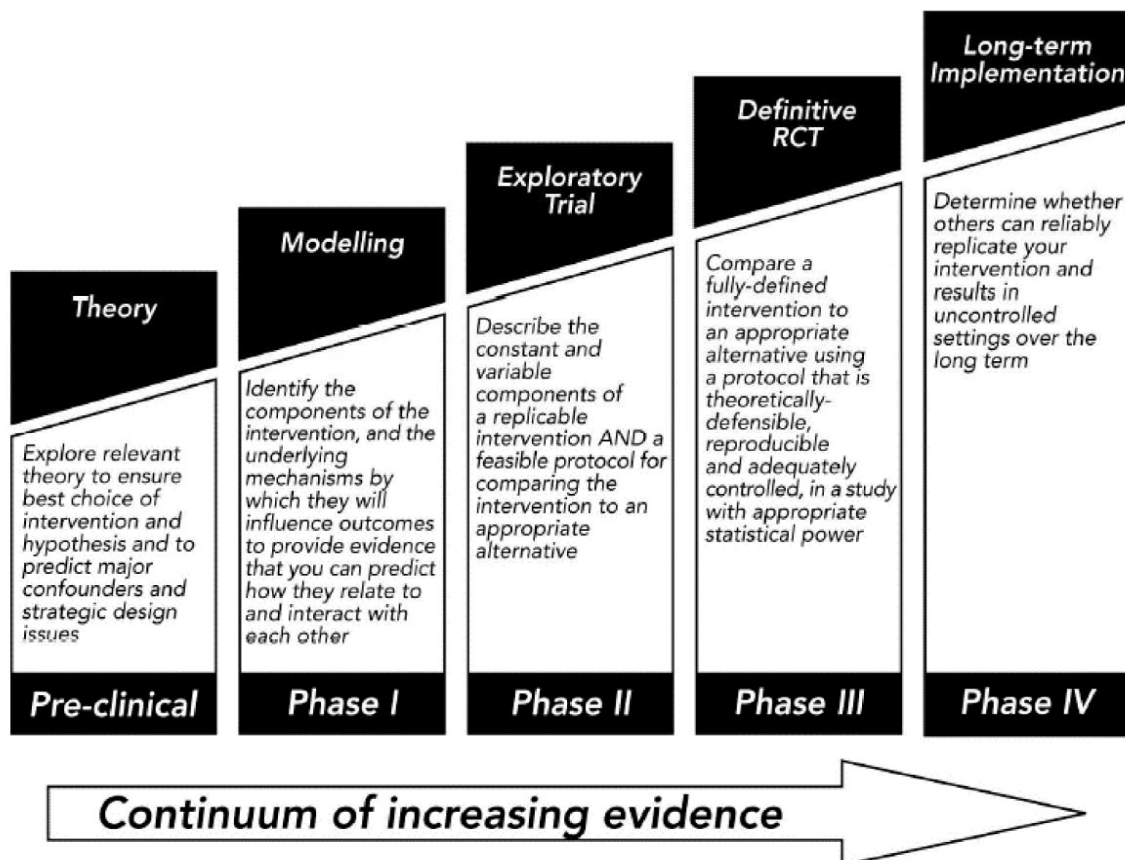 Theory
Explore relevant theory to ensure
best choice of
intervention and
hypothesis and to
predict major
confounders and
strategic design
issues
Pre-clinical
Modelling
Identify the
components of the
intervention, and the
underlying
mechanisms by
which they will
influence outcomes
to provide evidence
that you can predict
how they relate to
and interact with
each other
Phase I
Exploratory
Trial
Describe the
constant and
variable
components of
a replicable
intervention AND a
feasible protocol for
comparing the
intervention to an
appropriate
alternative
Phase II
Definitive
RCT
Compare a
fully-defined
intervention to
an appropriate
alternative using
a protocol that is
theoretically-
defensible,
reproducible
and adequately
controlled, in a study
with appropriate
statistical power
Phase III
Long-term
Implementation
Determine whether
others can reliably
replicate your
intervention and
results in
uncontrolled
settings over the
long term
Phase IV
Continuum of increasing evidence